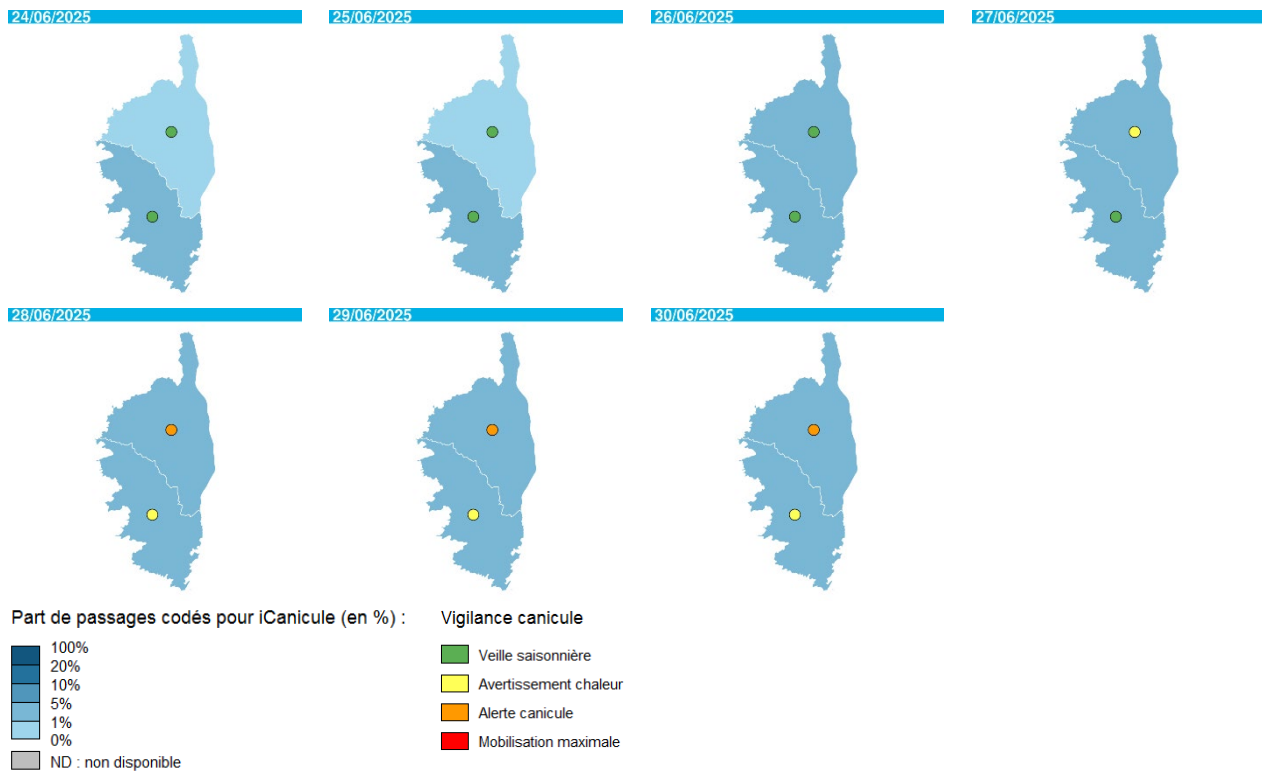 24/06/2025
25/06/2025
26/06/2025
27/06/2025
28/06/2025
29/06/2025
30/06/2025
Part de passages codés pour iCanicule (en %) :
100%
20%
10%
5%
1%
0%
ND : non disponible
Vigilance canicule
Veille saisonnière
Avertissement chaleur
Alerte canicule
Mobilisation maximale